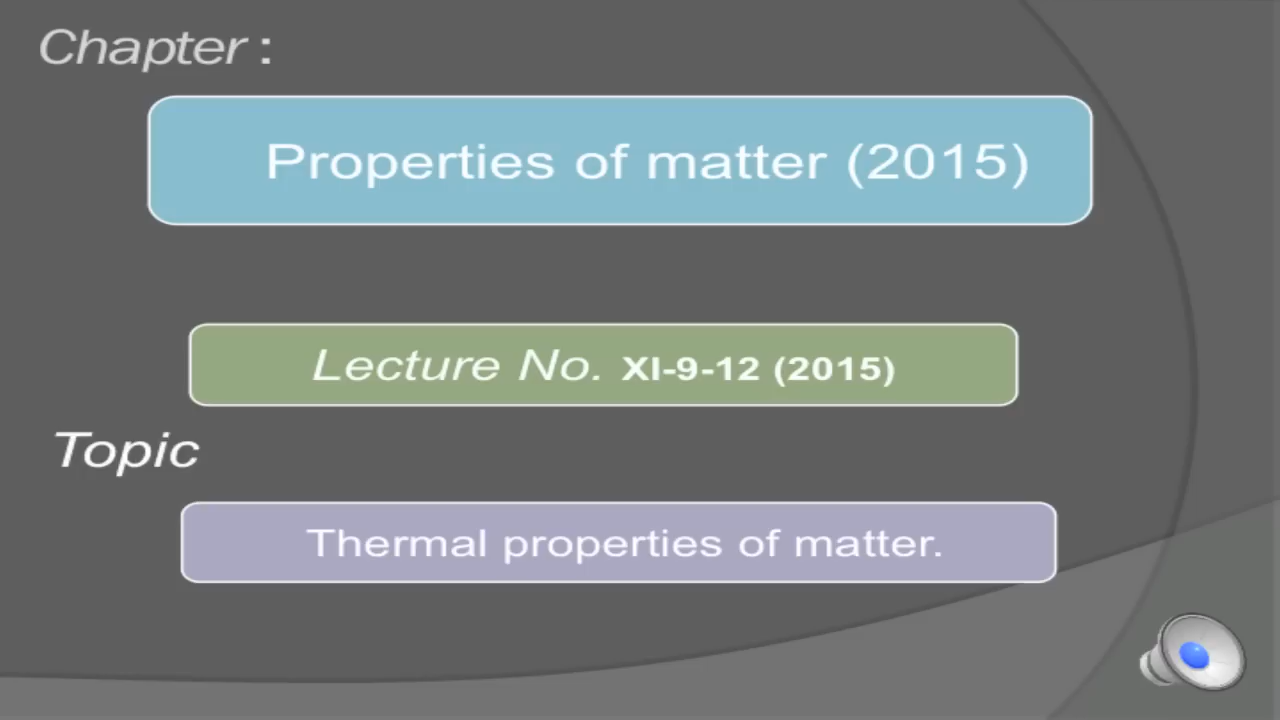 Chapter :
Properties of matter (2015)
Lecture No. XI-9-12 (2015)
Topic
Thermal properties of matter.